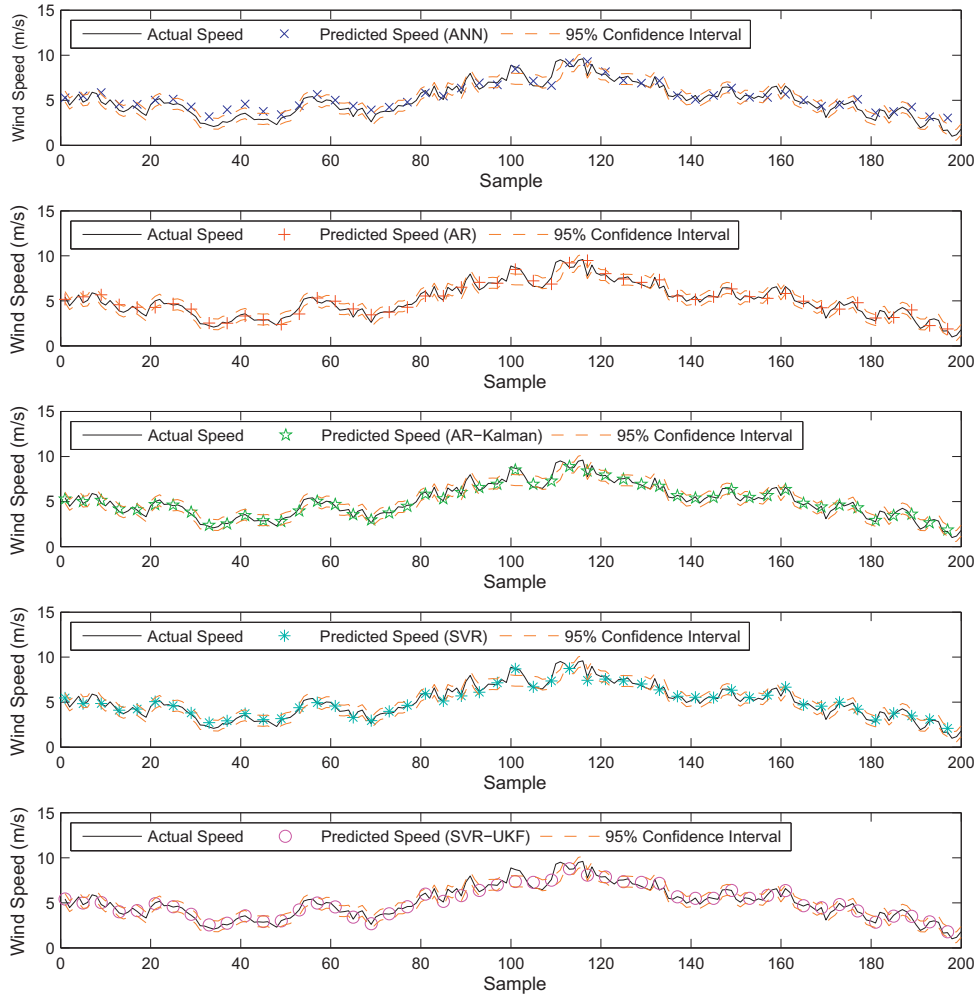 Wind Speed (m/s)
15
10
5
0
Actual Speed Predicted Speed (ANN) 95% Confidence Interval
0 20 40 60 80 100 120 140 160 180 200
Sample
Wind Speed (m/s)
15
10
5
0
Actual Speed Predicted Speed (AR) 95% Confidence Interval
0 20 40 60 80 100 120 140 160 180 200
Sample
Wind Speed (m/s)
15
10
5
0
Actual Speed Predicted Speed (AR−Kalman) 95% Confidence Interval
0 20 40 60 80 100 120 140 160 180 200
Sample
Wind Speed (m/s)
15
10
5
0
Actual Speed Predicted Speed (SVR) 95% Confidence Interval
0 20 40 60 80 100 120 140 160 180 200
Sample
Wind Speed (m/s)
15
10
5
0
Actual Speed Predicted Speed (SVR−UKF) 95% Confidence Interval
0 20 40 60 80 100 120 140 160 180 200
Sample